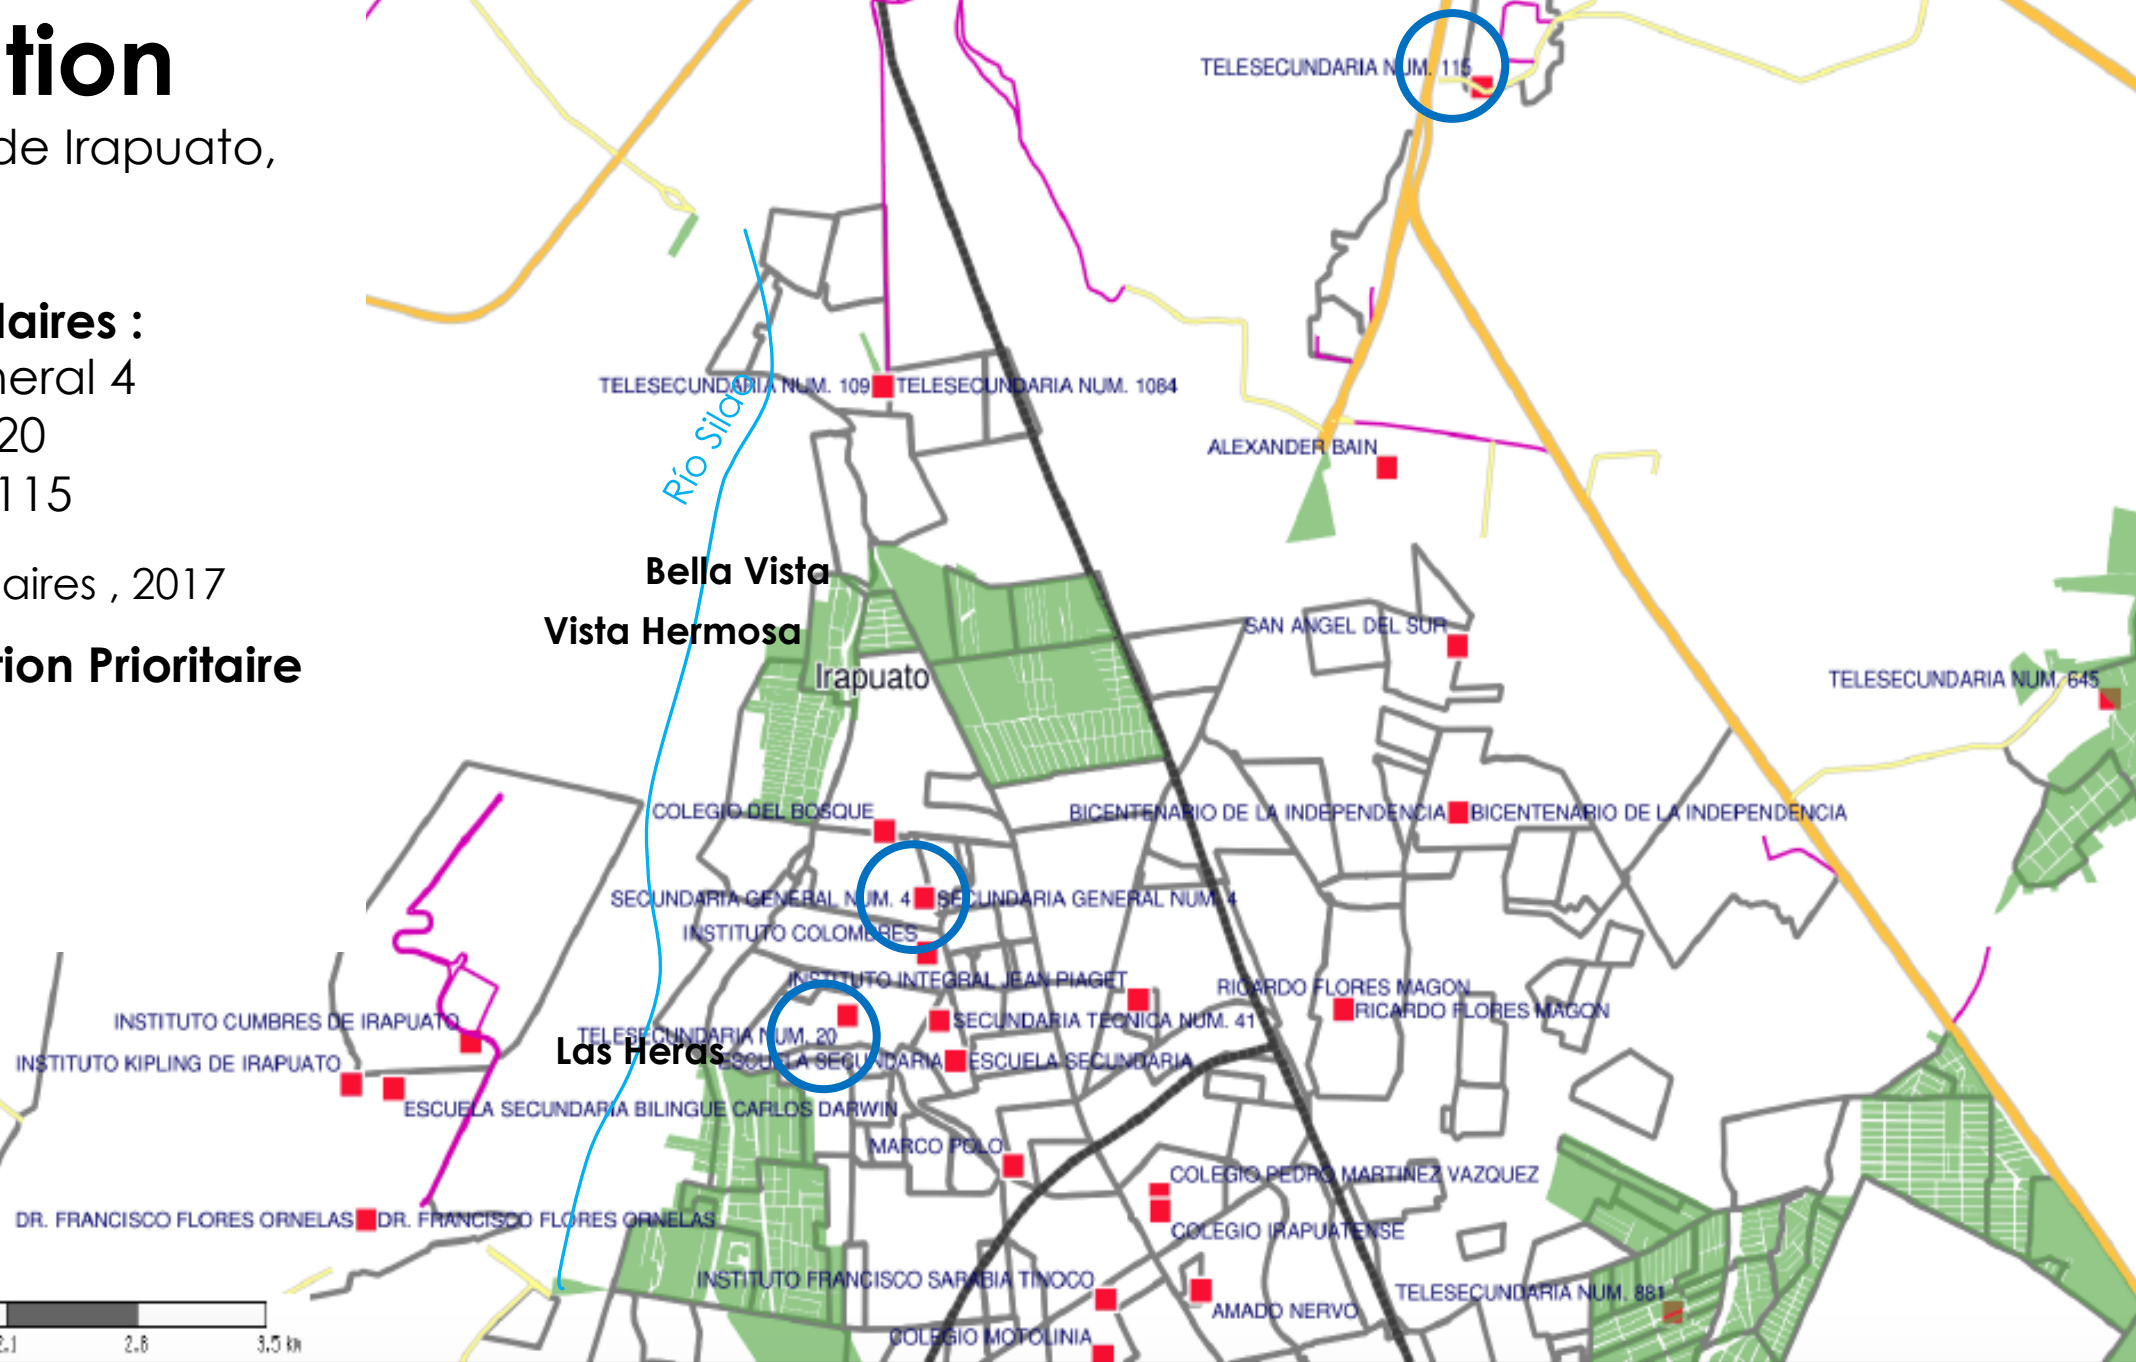 tion
de Irapuato,
laires :
neral 4
20
115
aires , 2017
tion Prioritaire
TELESECUNDARIA NUM. 115
TELESECUNDARIA NUM. 109
TELESECUNDARIA NUM. 1084
Río Silao
ALEXANDER BAIN
Bella Vista
Vista Hermosa
SAN ANGEL DEL SUR
Irapuato
TELESECUNDARIA NUM. 645
COLEGIO DEL BOSQUE
BICENTENARIO DE LA INDEPENDENCIA
BICENTENARIO DE LA INDEPENDENCIA
SECUNDARIA GENERAL NUM. 4
SECUNDARIA GENERAL NUM. 4
INSTITUTO COLOMBRES
INSTITUTO INTEGRAL JEAN PIAGET
RICARDO FLORES MAGON
RICARDO FLORES MAGON
INSTITUTO CUMBRES DE IRAPUATO
SECUNDARIA TECNICA NUM. 41
TELESECUNDARIA NUM. 20
Las Heras
ESCUELA SECUNDARIA
ESCUELA SECUNDARIA
INSTITUTO KIPLING DE IRAPUATO
ESCUELA SECUNDARIA BILINGUE CARLOS DARWIN
MARCO POLO
COLEGIO PEDRO MARTINEZ VAZQUEZ
DR. FRANCISCO FLORES ORNELAS
DR. FRANCISCO FLORES ORNELAS
COLEGIO IRAPUATENSE
INSTITUTO FRANCISCO SARABIA TINOCO
TELESECUNDARIA NUM. 881
AMADO NERVO
COLEGIO MOTOLINIA
2.1
2.8
3.5 km